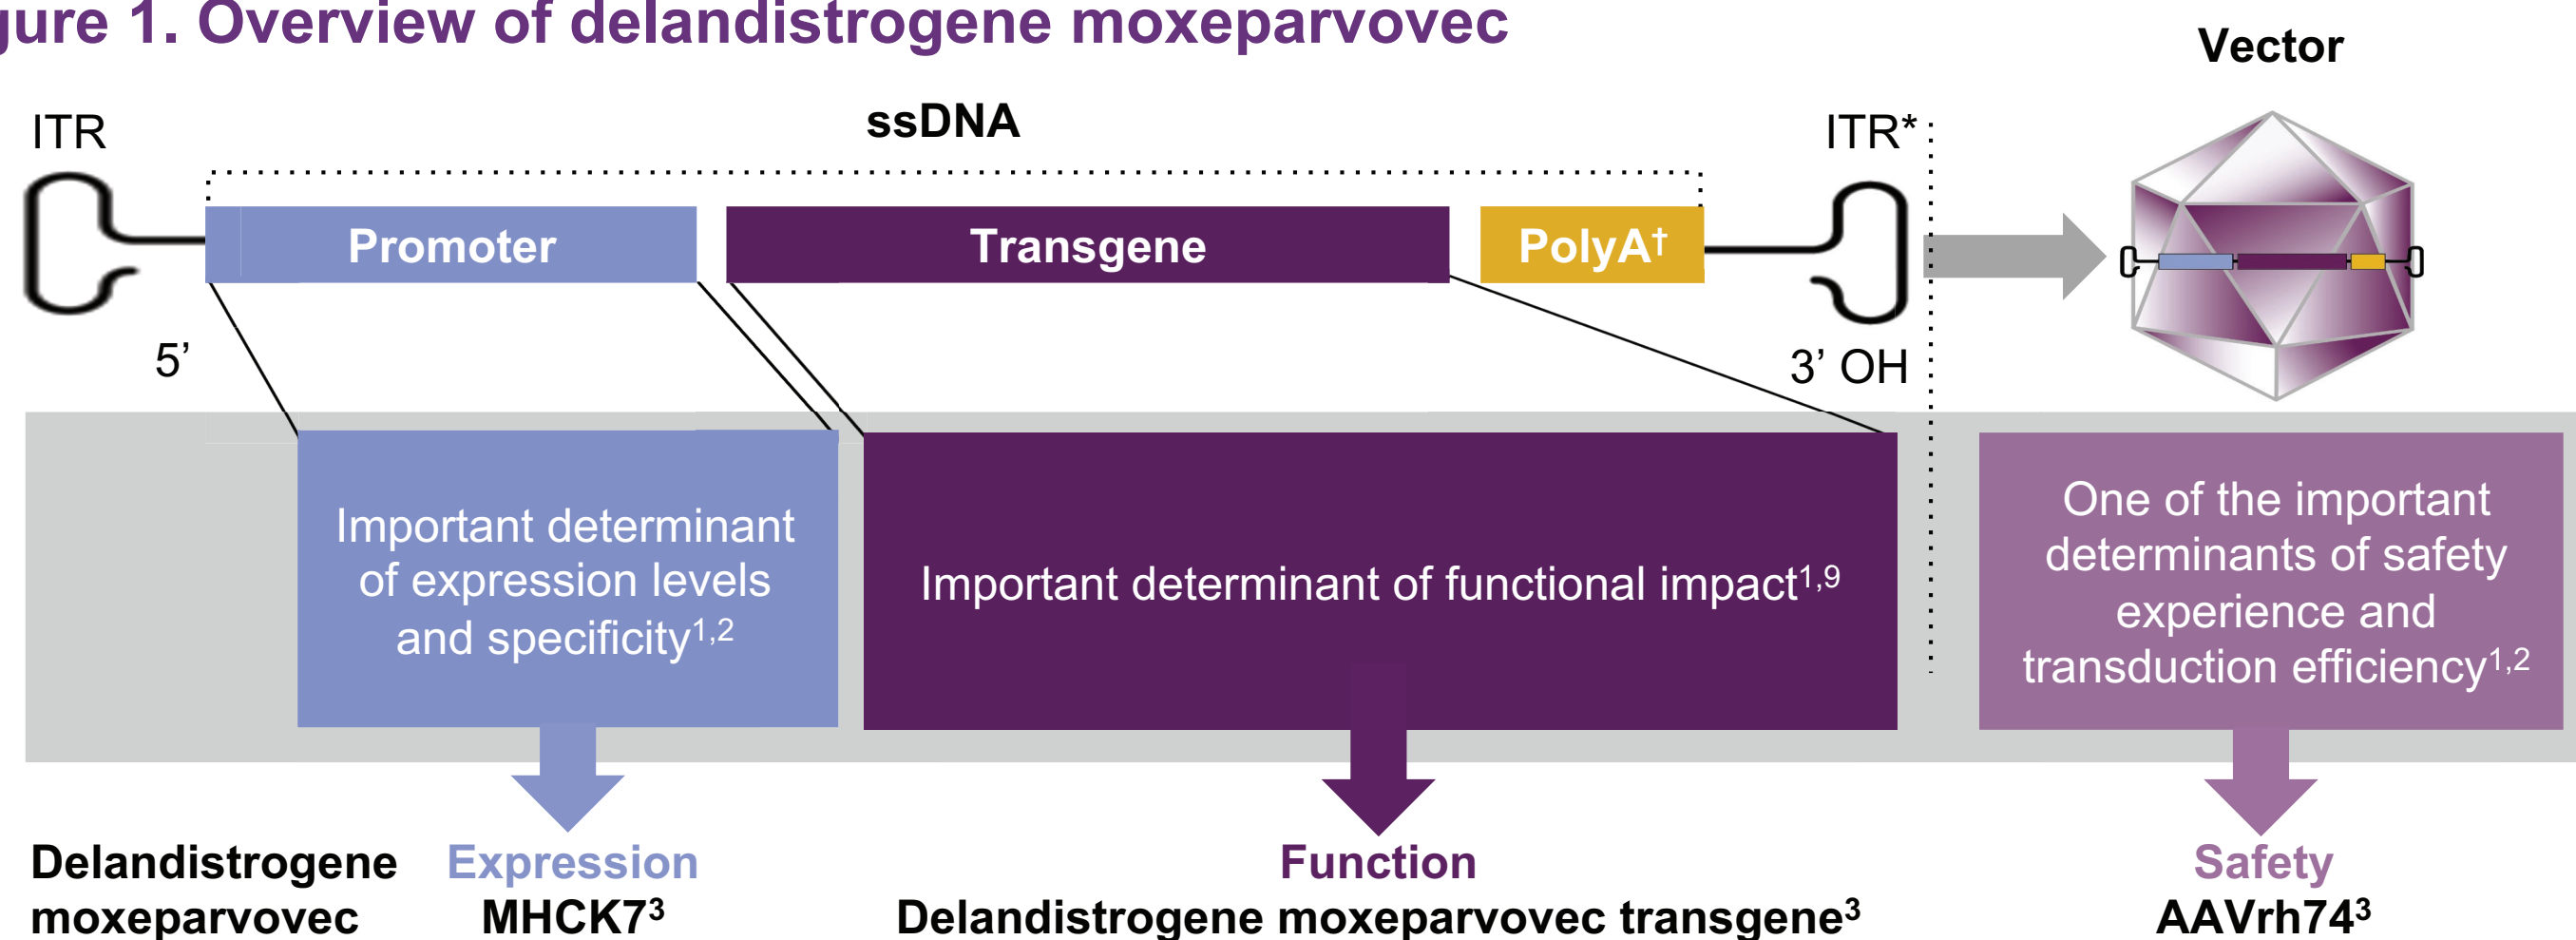 gure 1. Overview of delandistrogene moxeparvovec
Vector
ssDNA
ITR
ITR*
Promoter
Transgene
PolyA†
5’
3’ OH
Important determinant
of expression levels
and specificity1,2
Important determinant of functional impact1,9
One of the important
determinants of safety
experience and
transduction efficiency1,2
Delandistrogene
moxeparvovec
Expression
MHCK73
Function
Delandistrogene moxeparvovec transgene3
Safety
AAVrh743